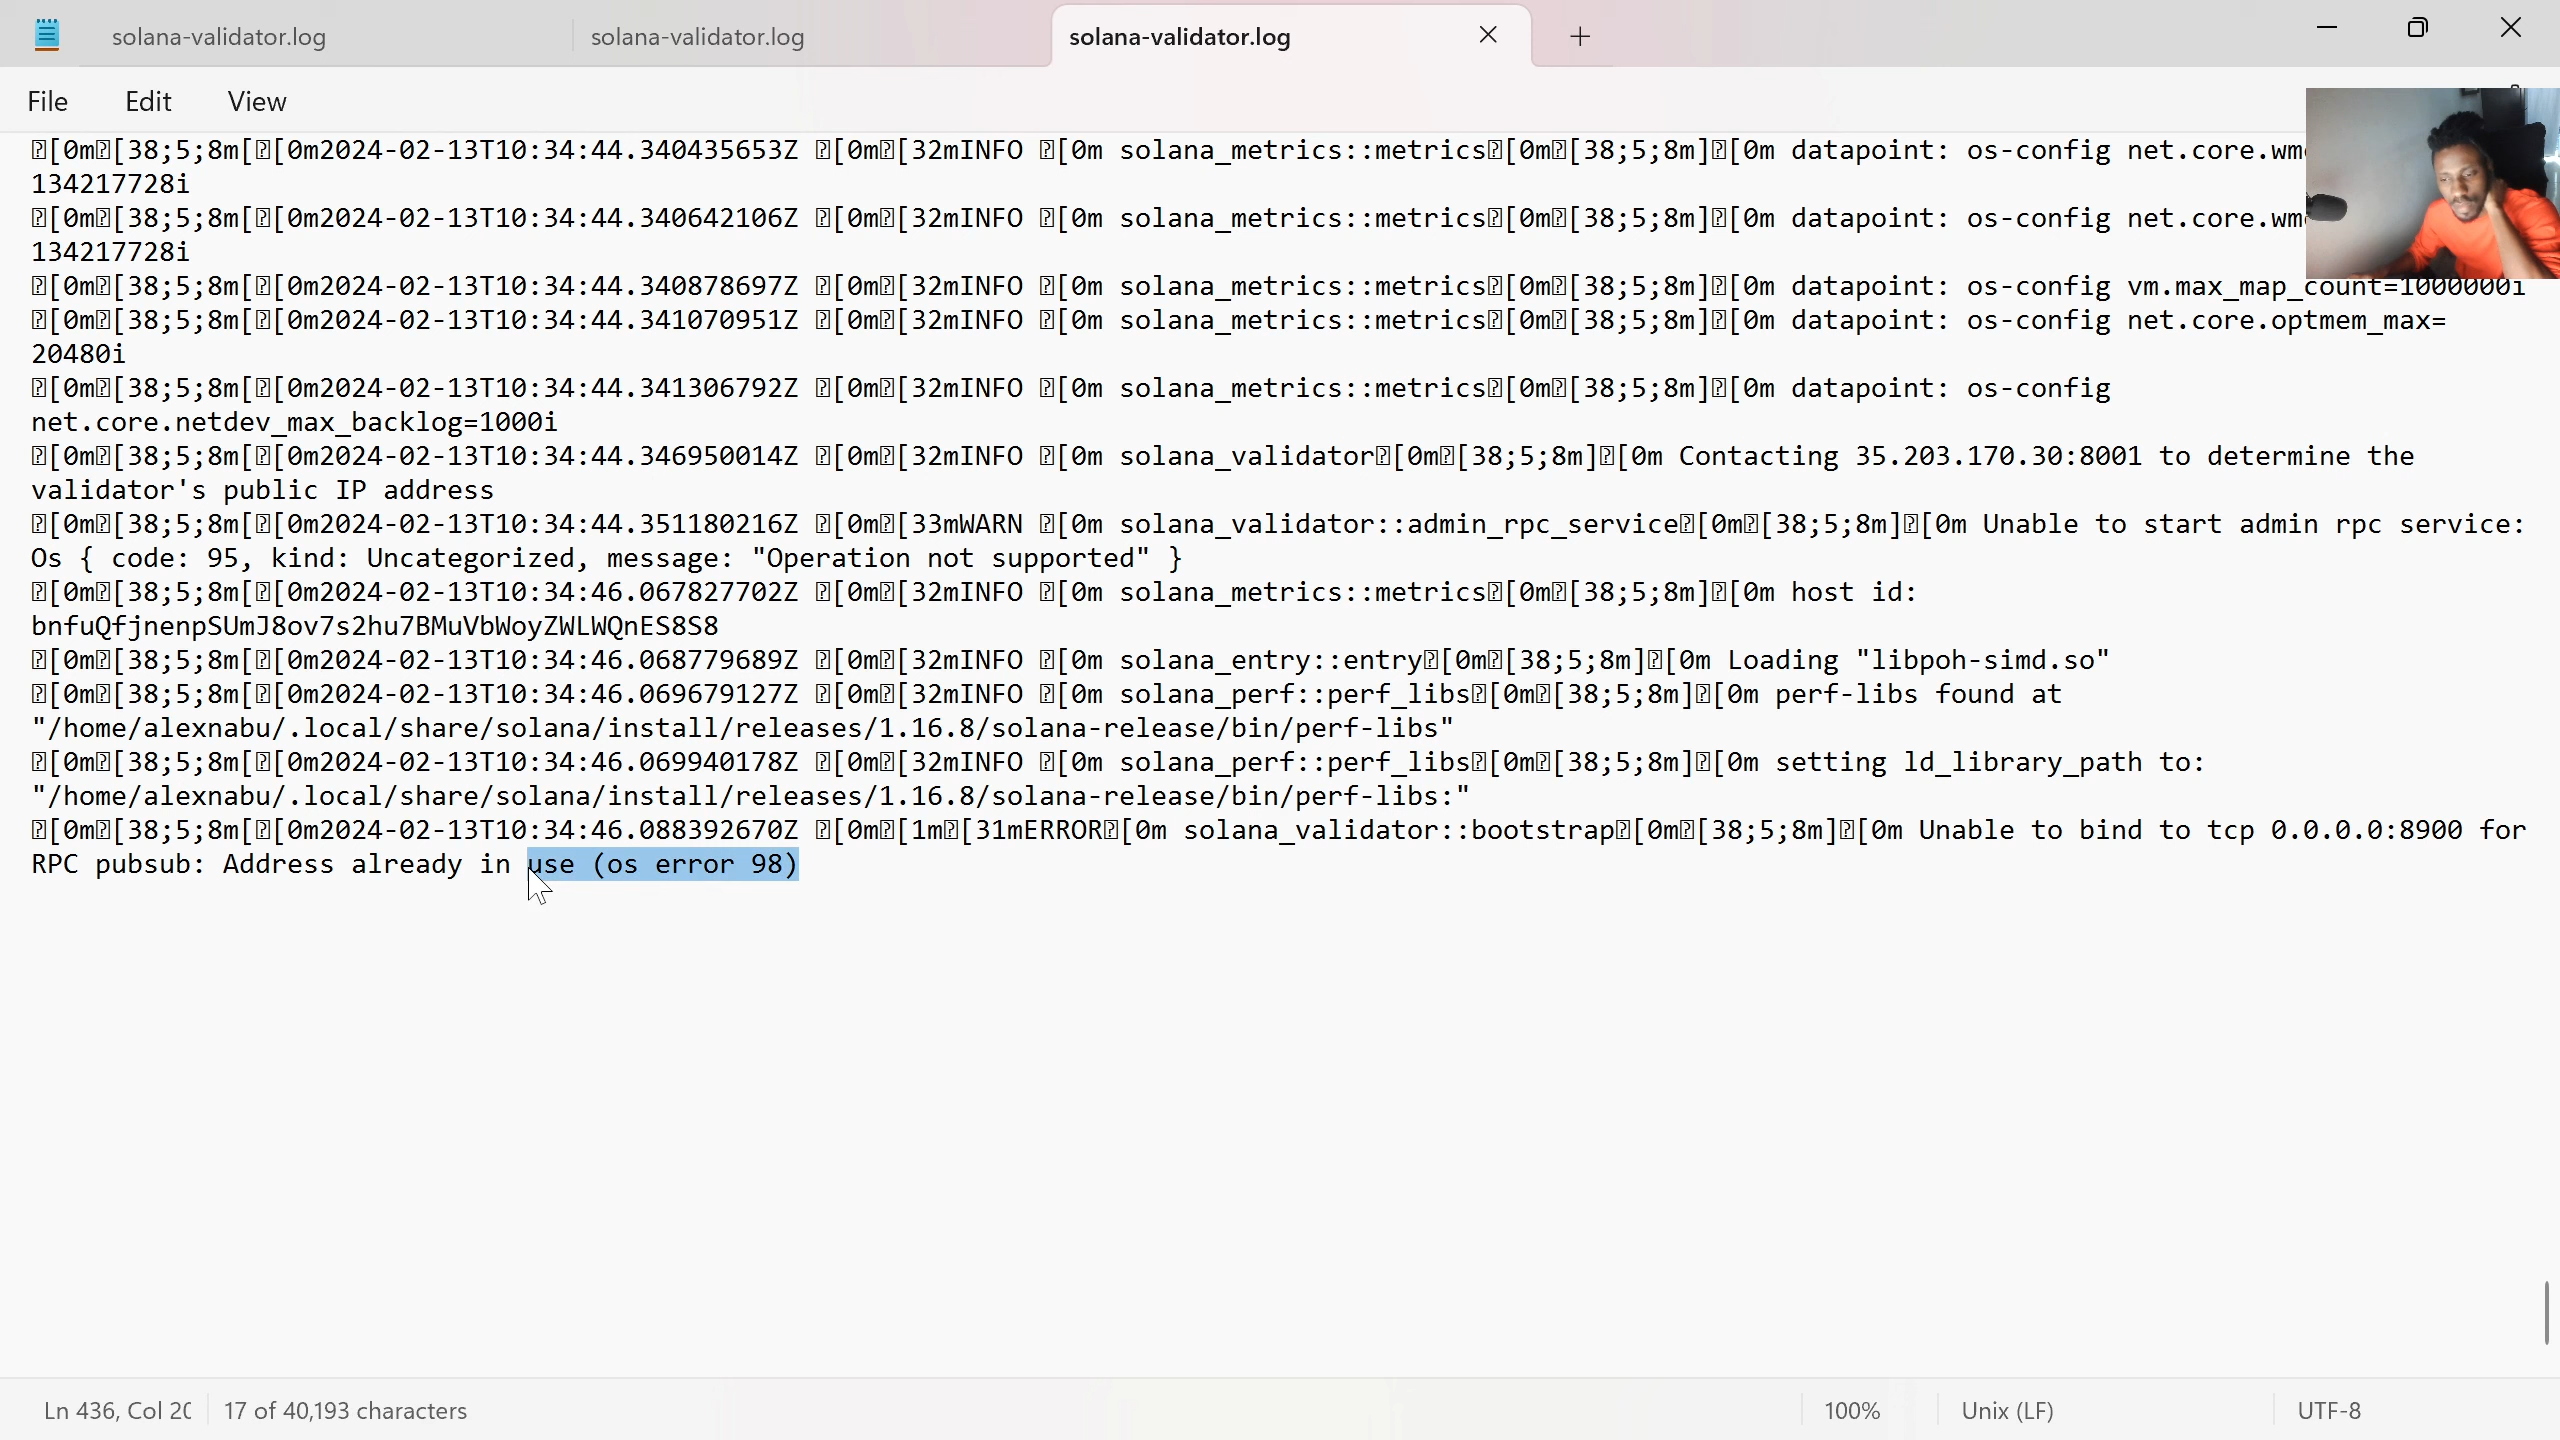 solana-validator.log
solana-validator.log
solana-validator.log
File Edit View
[0m[38;5;8m[[0m2024-02-13T10:34:44.340435653Z [0m[32mINFO [0m solana_metrics::metrics[0m[38;5;8m][0m datapoint: os-config net.core.wm
134217728i
[0m[38;5;8m[[0m2024-02-13T10:34:44.340642106Z [0m[32mINFO [0m solana_metrics::metrics[0m[38;5;8m][0m datapoint: os-config net.core.wm
134217728i
[0m[38;5;8m[[0m2024-02-13T10:34:44.340878697Z [0m[32mINFO [0m solana_metrics::metrics[0m[38;5;8m][0m datapoint: os-config vm.max_map_count=1000000i
[0m[38;5;8m[[0m2024-02-13T10:34:44.341070951Z [0m[32mINFO [0m solana_metrics::metrics[0m[38;5;8m][0m datapoint: os-config net.core.optmem_max=
20480i
[0m[38;5;8m[[0m2024-02-13T10:34:44.341306792Z [0m[32mINFO [0m solana_metrics::metrics[0m[38;5;8m][0m datapoint: os-config
net.core.netdev_max_backlog=1000i
[0m[38;5;8m[[0m2024-02-13T10:34:44.346950014Z [0m[32mINFO [0m solana_validator[0m[38;5;8m][0m Contacting 35.203.170.30:8001 to determine the
validator's public IP address
[0m[38;5;8m[[0m2024-02-13T10:34:44.351180216Z [0m[33mWARN [0m solana_validator::admin_rpc_service[0m[38;5;8m][0m Unable to start admin rpc service:
Os { code: 95, kind: Uncategorized, message: "Operation not supported" }
[0m[38;5;8m[[0m2024-02-13T10:34:46.067827702Z [0m[32mINFO [0m solana_metrics::metrics[0m[38;5;8m][0m host id:
bnfuQfjnenpSUmJ8ov7s2hu7BMuVbWoyZWLWQnES8S8
[0m[38;5;8m[[0m2024-02-13T10:34:46.068779689Z [0m[32mINFO [0m solana_entry::entry[0m[38;5;8m][0m Loading "libpoh-simd.so"
[0m[38;5;8m[[0m2024-02-13T10:34:46.069679127Z [0m[32mINFO [0m solana_perf::perf_libs[0m[38;5;8m][0m perf-libs found at
"/home/alexnabu/.local/share/solana/install/releases/1.16.8/solana-release/bin/perf-libs"
[0m[38;5;8m[[0m2024-02-13T10:34:46.069940178Z [0m[32mINFO [0m solana_perf::perf_libs[0m[38;5;8m][0m setting ld_library_path to:
"/home/alexnabu/.local/share/solana/install/releases/1.16.8/solana-release/bin/perf-libs:"
[0m[38;5;8m[[0m2024-02-13T10:34:46.088392670Z [0m[1m[31mERROR[0m solana_validator::bootstrap[0m[38;5;8m][0m Unable to bind to tcp 0.0.0.0:8900 for
RPC pubsub: Address already in use (os error 98)
Ln 436, Col 20 17 of 40,193 characters 100% Unix (LF) UTF-8